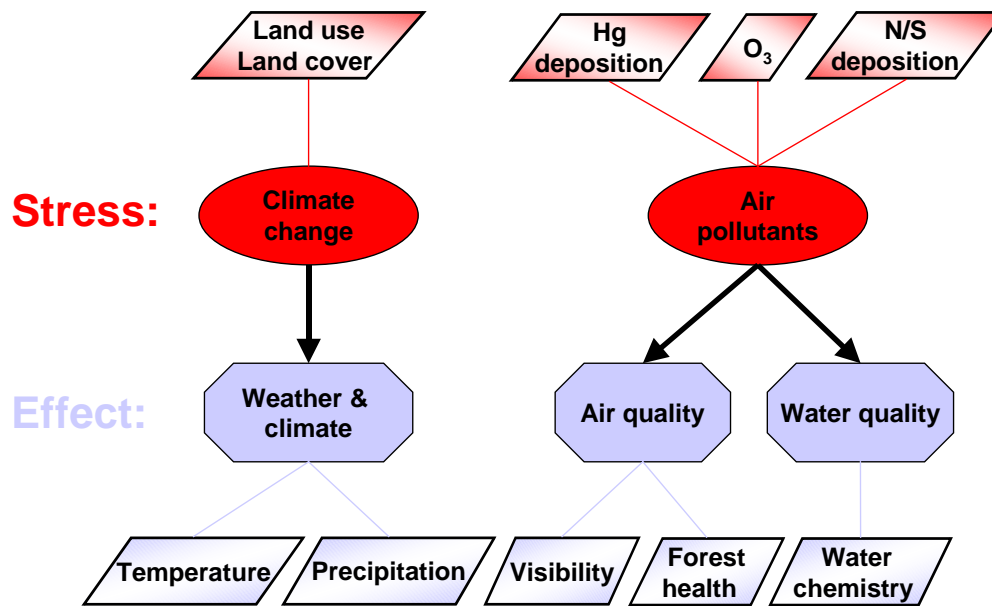 Land use
Land cover
Hg
deposition
O₃
N/S
deposition
Stress:
Climate
change
Air
pollutants
Effect:
Weather &
climate
Air quality
Water quality
Temperature
Precipitation
Visibility
Forest
health
Water
chemistry